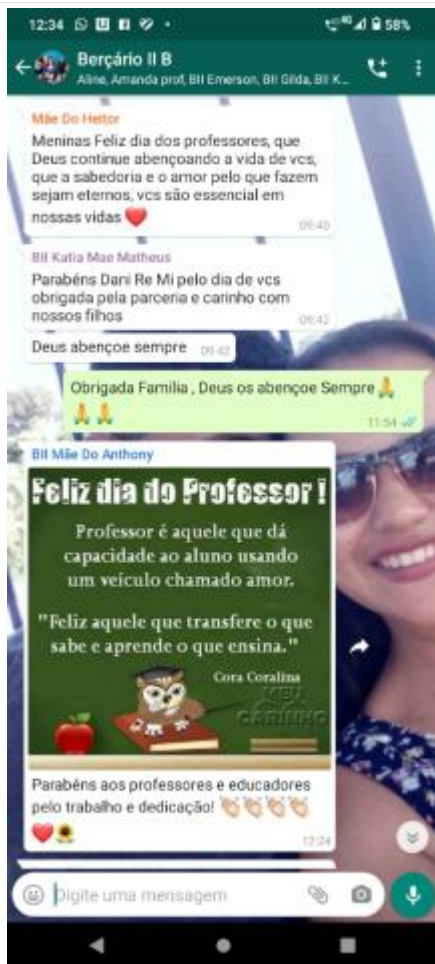 12:34
4G
58%
Berçário II B
Aline, Amanda prof, BII Emerson, BII Gilda, BII K...
Mãe Do Heitor
Meninas Feliz dia dos professores, que
Deus continue abençoando a vida de vcs,
que a sabedoria e o amor pelo que fazem
sejam eternos, vcs são essencial em
nossas vidas ❤️
09:40
BII Katia Mae Matheus
Parabéns Dani Re Mi pelo dia de vcs
obrigada pela parceria e carinho com
nossos filhos
09:42
Deus abençoe sempre 09:42
Obrigada Familia , Deus os abençoe Sempre🙏
🙏🙏
11:54
BII Mãe Do Anthony
Feliz dia do Professor !
Professor é aquele que dá
capacidade ao aluno usando
um veículo chamado amor.
"Feliz aquele que transfere o que
sabe e aprende o que ensina."
Cora Coralina
MEU
CARINHO
Parabéns aos professores e educadores
pelo trabalho e dedicação! 👏🏻👏🏻👏🏻👏🏻
❤️🌻
12:24
Digite uma mensagem